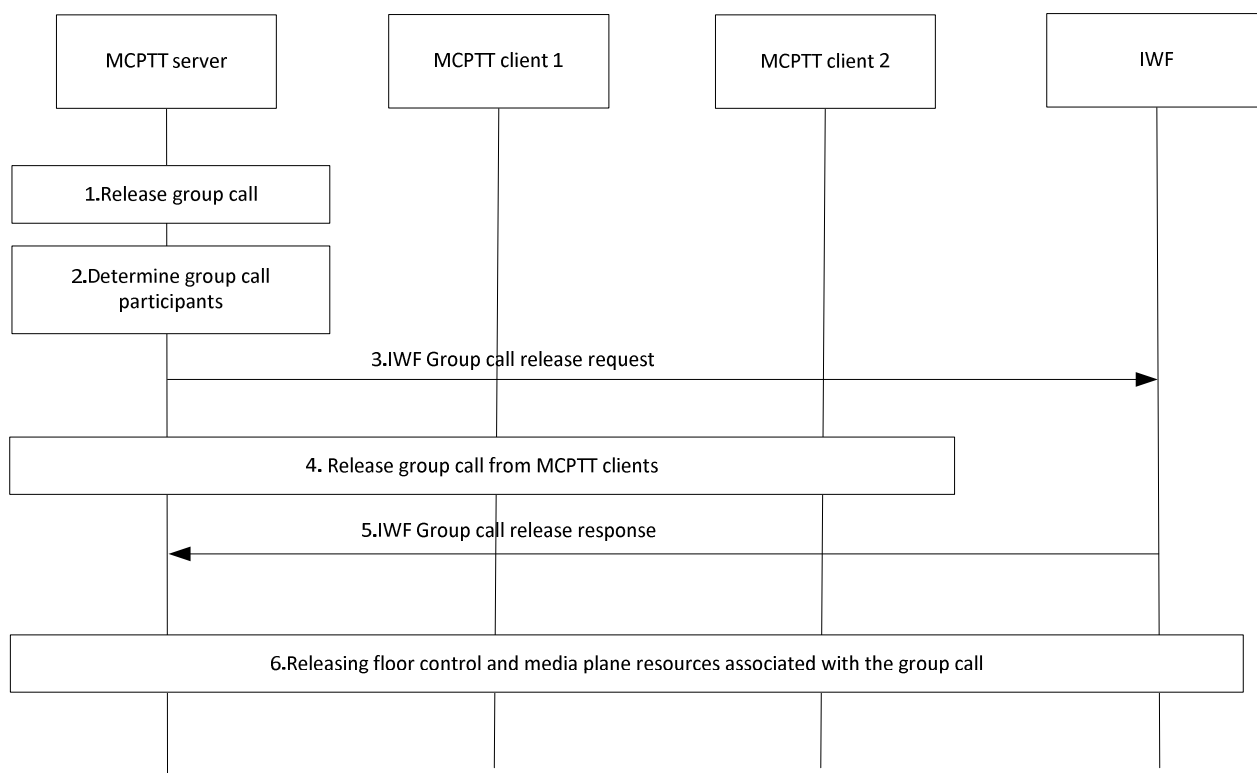 MCPTT server
MCPTT client 1
MCPTT client 2
IWF
1.Release group call
2.Determine group call
participants
3.IWF Group call release request
4. Release group call from MCPTT clients
5.IWF Group call release response
6.Releasing floor control and media plane resources associated with the group call